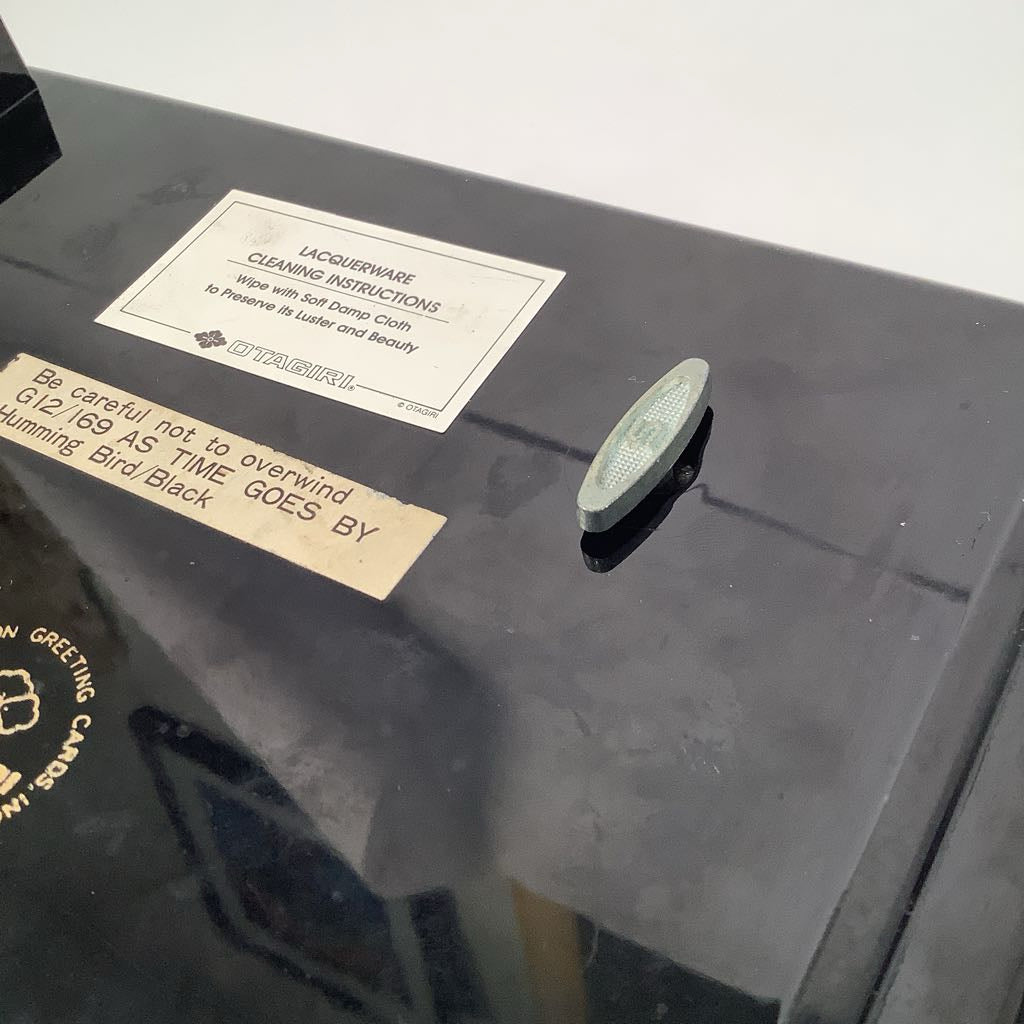 LACQUERWARE
CLEANING INSTRUCTIONS
Wipe with Soft Damp Cloth
to Preserve its Luster and Beauty
OTAGIRI®
© OTAGIRI
Be careful not to overwind
G12/169 AS TIME GOES BY
Humming Bird/Black
GREETING CARDS, INC